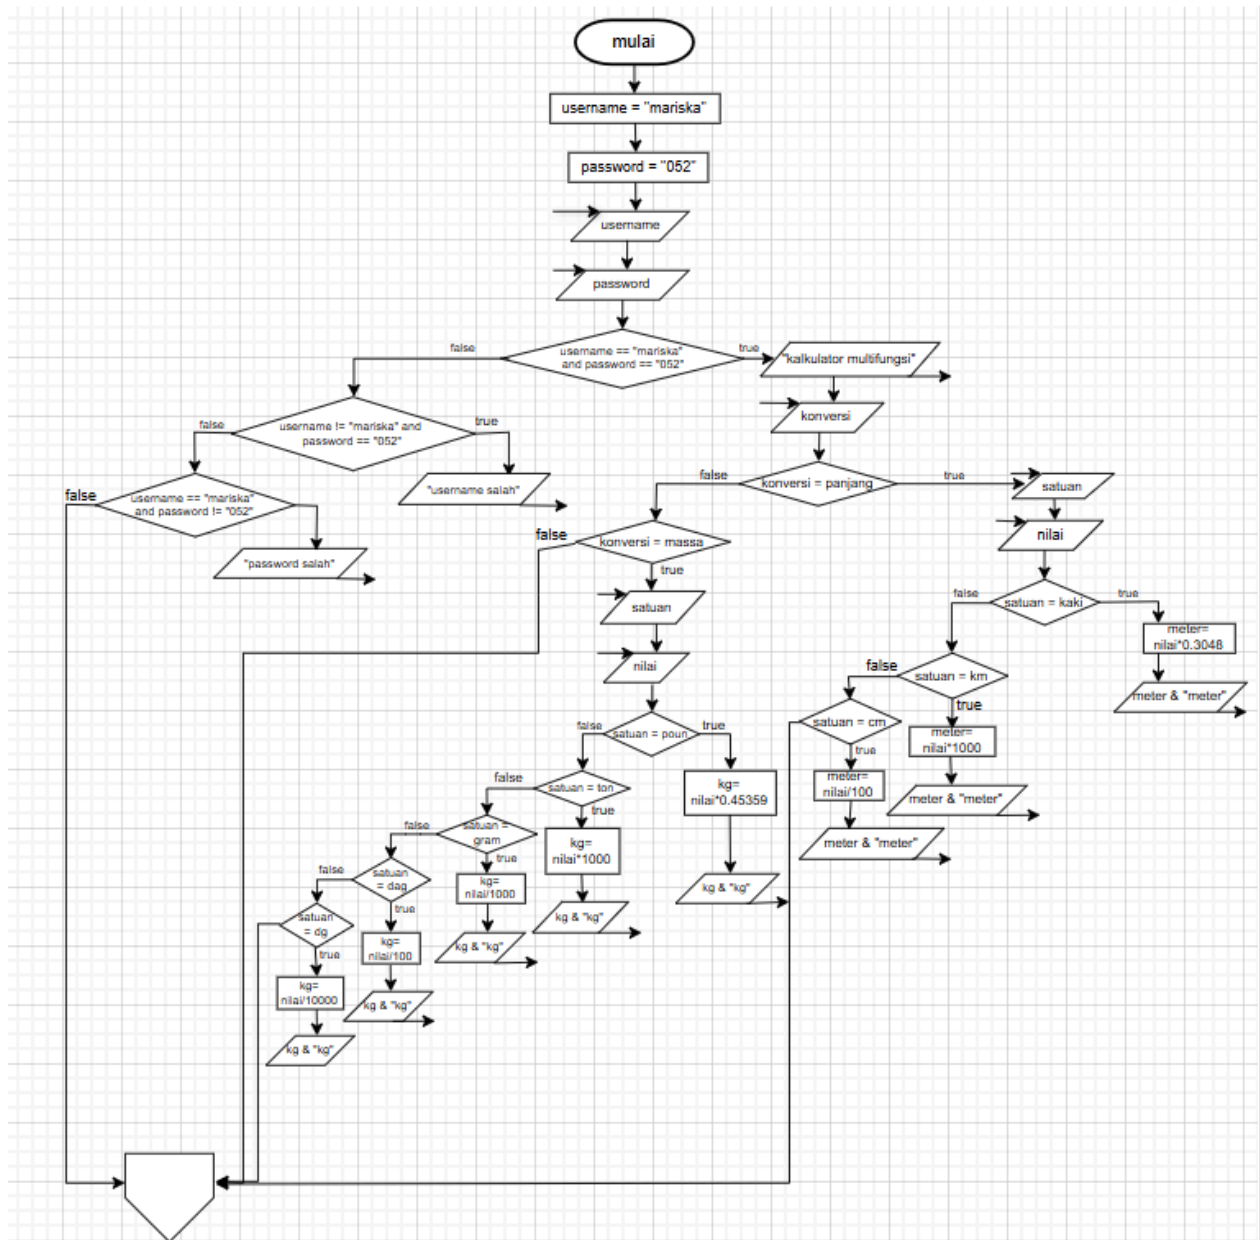 mulai
username = "mariska"
password = "052"
username
password
false
username == "mariska"
and password == "052"
true
"kalkulator multifungsi"
konversi
false
username != "mariska" and
password == "052"
true
"username salah"
false
username == "mariska"
and password != "052"
"password salah"
false
konversi = panjang
true
satuan
nilai
false
konversi = massa
true
satuan
nilai
false
satuan = kaki
true
meter=
nilai*0.3048
meter & "meter"
false
satuan = km
true
meter=
nilai*1000
meter & "meter"
satuan = cm
true
meter=
nilai/100
meter & "meter"
false
satuan = poun
true
kg=
nilai*0.45359
kg & "kg"
false
satuan = ton
true
kg=
nilai*1000
kg & "kg"
false
satuan =
gram
true
kg=
nilai/1000
kg & "kg"
false
satuan
= dag
true
kg=
nilai/100
kg & "kg"
satuan
= dg
true
kg=
nilai/10000
kg & "kg"